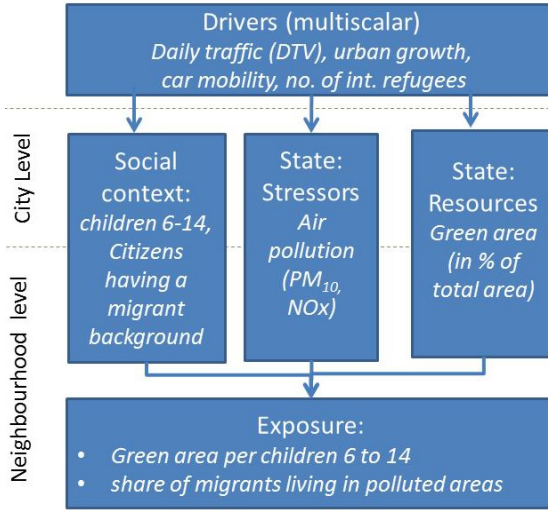 Drivers (multiscalar)
Daily traffic (DTV), urban growth,
car mobility, no. of int. refugees
City Level
Social
context:
children 6-14,
Citizens
having a
migrant
background
State:
Stressors
Air
pollution
(PM10,
NOx)
State:
Resources
Green area
(in % of
total area)
Neighbourhood level
Exposure:
• Green area per children 6 to 14
• share of migrants living in polluted areas